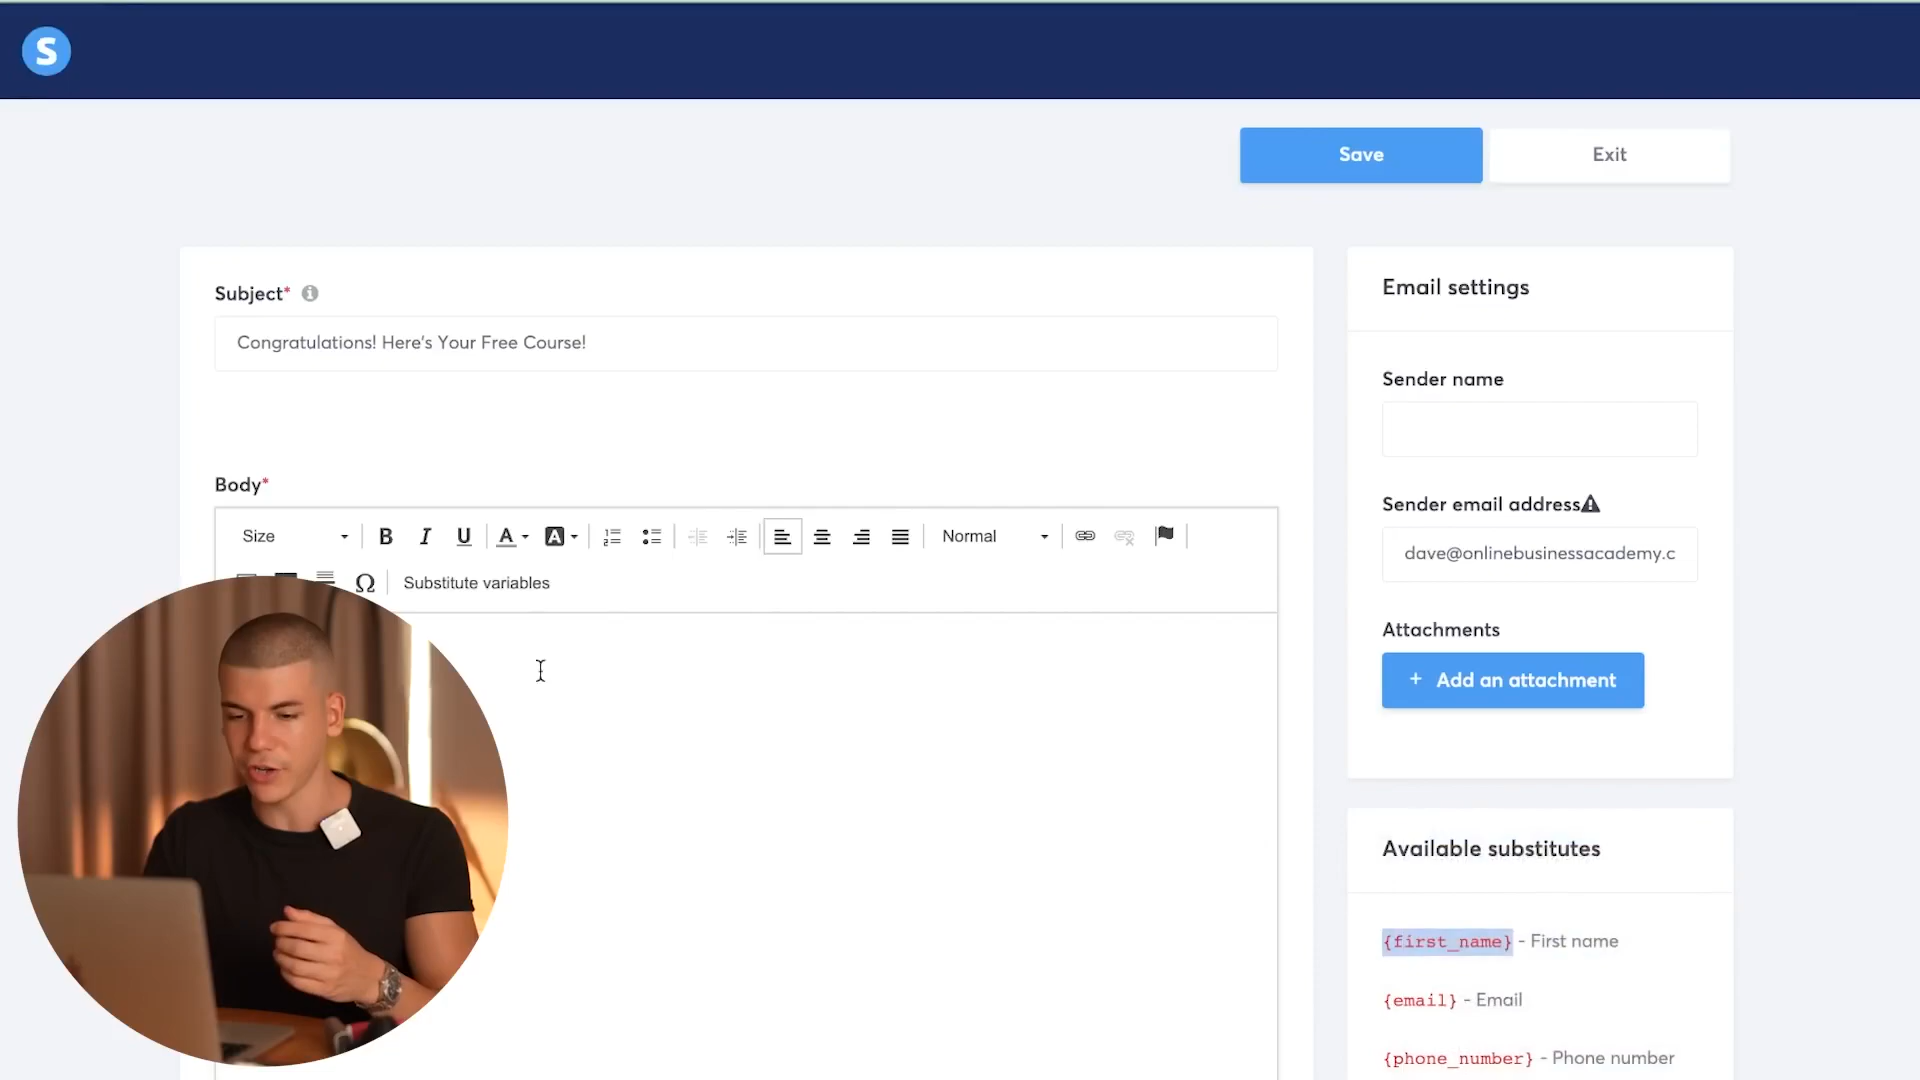 S
Save
Exit
Subject*
Congratulations! Here's Your Free Course!
Body*
Size
B I U A A
Normal
Ω
Substitute variables
Email settings
Sender name
Sender email address
dave@onlinebusinessacademy.c
Attachments
+ Add an attachment
Available substitutes
{first_name} - First name
{email} - Email
{phone_number} - Phone number